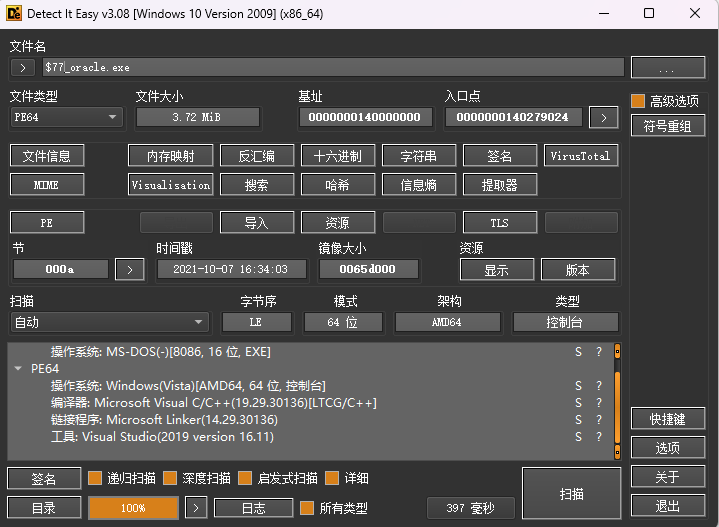 Detect It Easy v3.08 [Windows 10 Version 2009] (x86_64)
文件名
> $77_oracle.exe ...
文件类型 文件大小 基址 入口点
PE64 3.72 MiB 0000000140000000 0000000140279024 >
高级选项
文件信息 内存映射 反汇编 十六进制 字符串 签名 VirusTotal
MIME Visualisation 搜索 哈希 信息熵 提取器
符号重组
PE 导入 资源 TLS
节 时间戳 镜像大小 资源
000a > 2021-10-07 16:34:03 0065d000 显示 版本
扫描 字节序 模式 架构 类型
自动 LE 64 位 AMD64 控制台
操作系统: MS-DOS(-)[8086, 16 位, EXE] S ?
PE64
操作系统: Windows(Vista)[AMD64, 64 位, 控制台] S ?
编译器: Microsoft Visual C/C++(19.29.30136)[LTCG/C++] S ?
链接程序: Microsoft Linker(14.29.30136) S ?
工具: Visual Studio(2019 version 16.11) S ?
签名 递归扫描 深度扫描 启发式扫描 详细
目录 100% > 日志 所有类型 397 毫秒
扫描
快捷键
选项
关于
退出